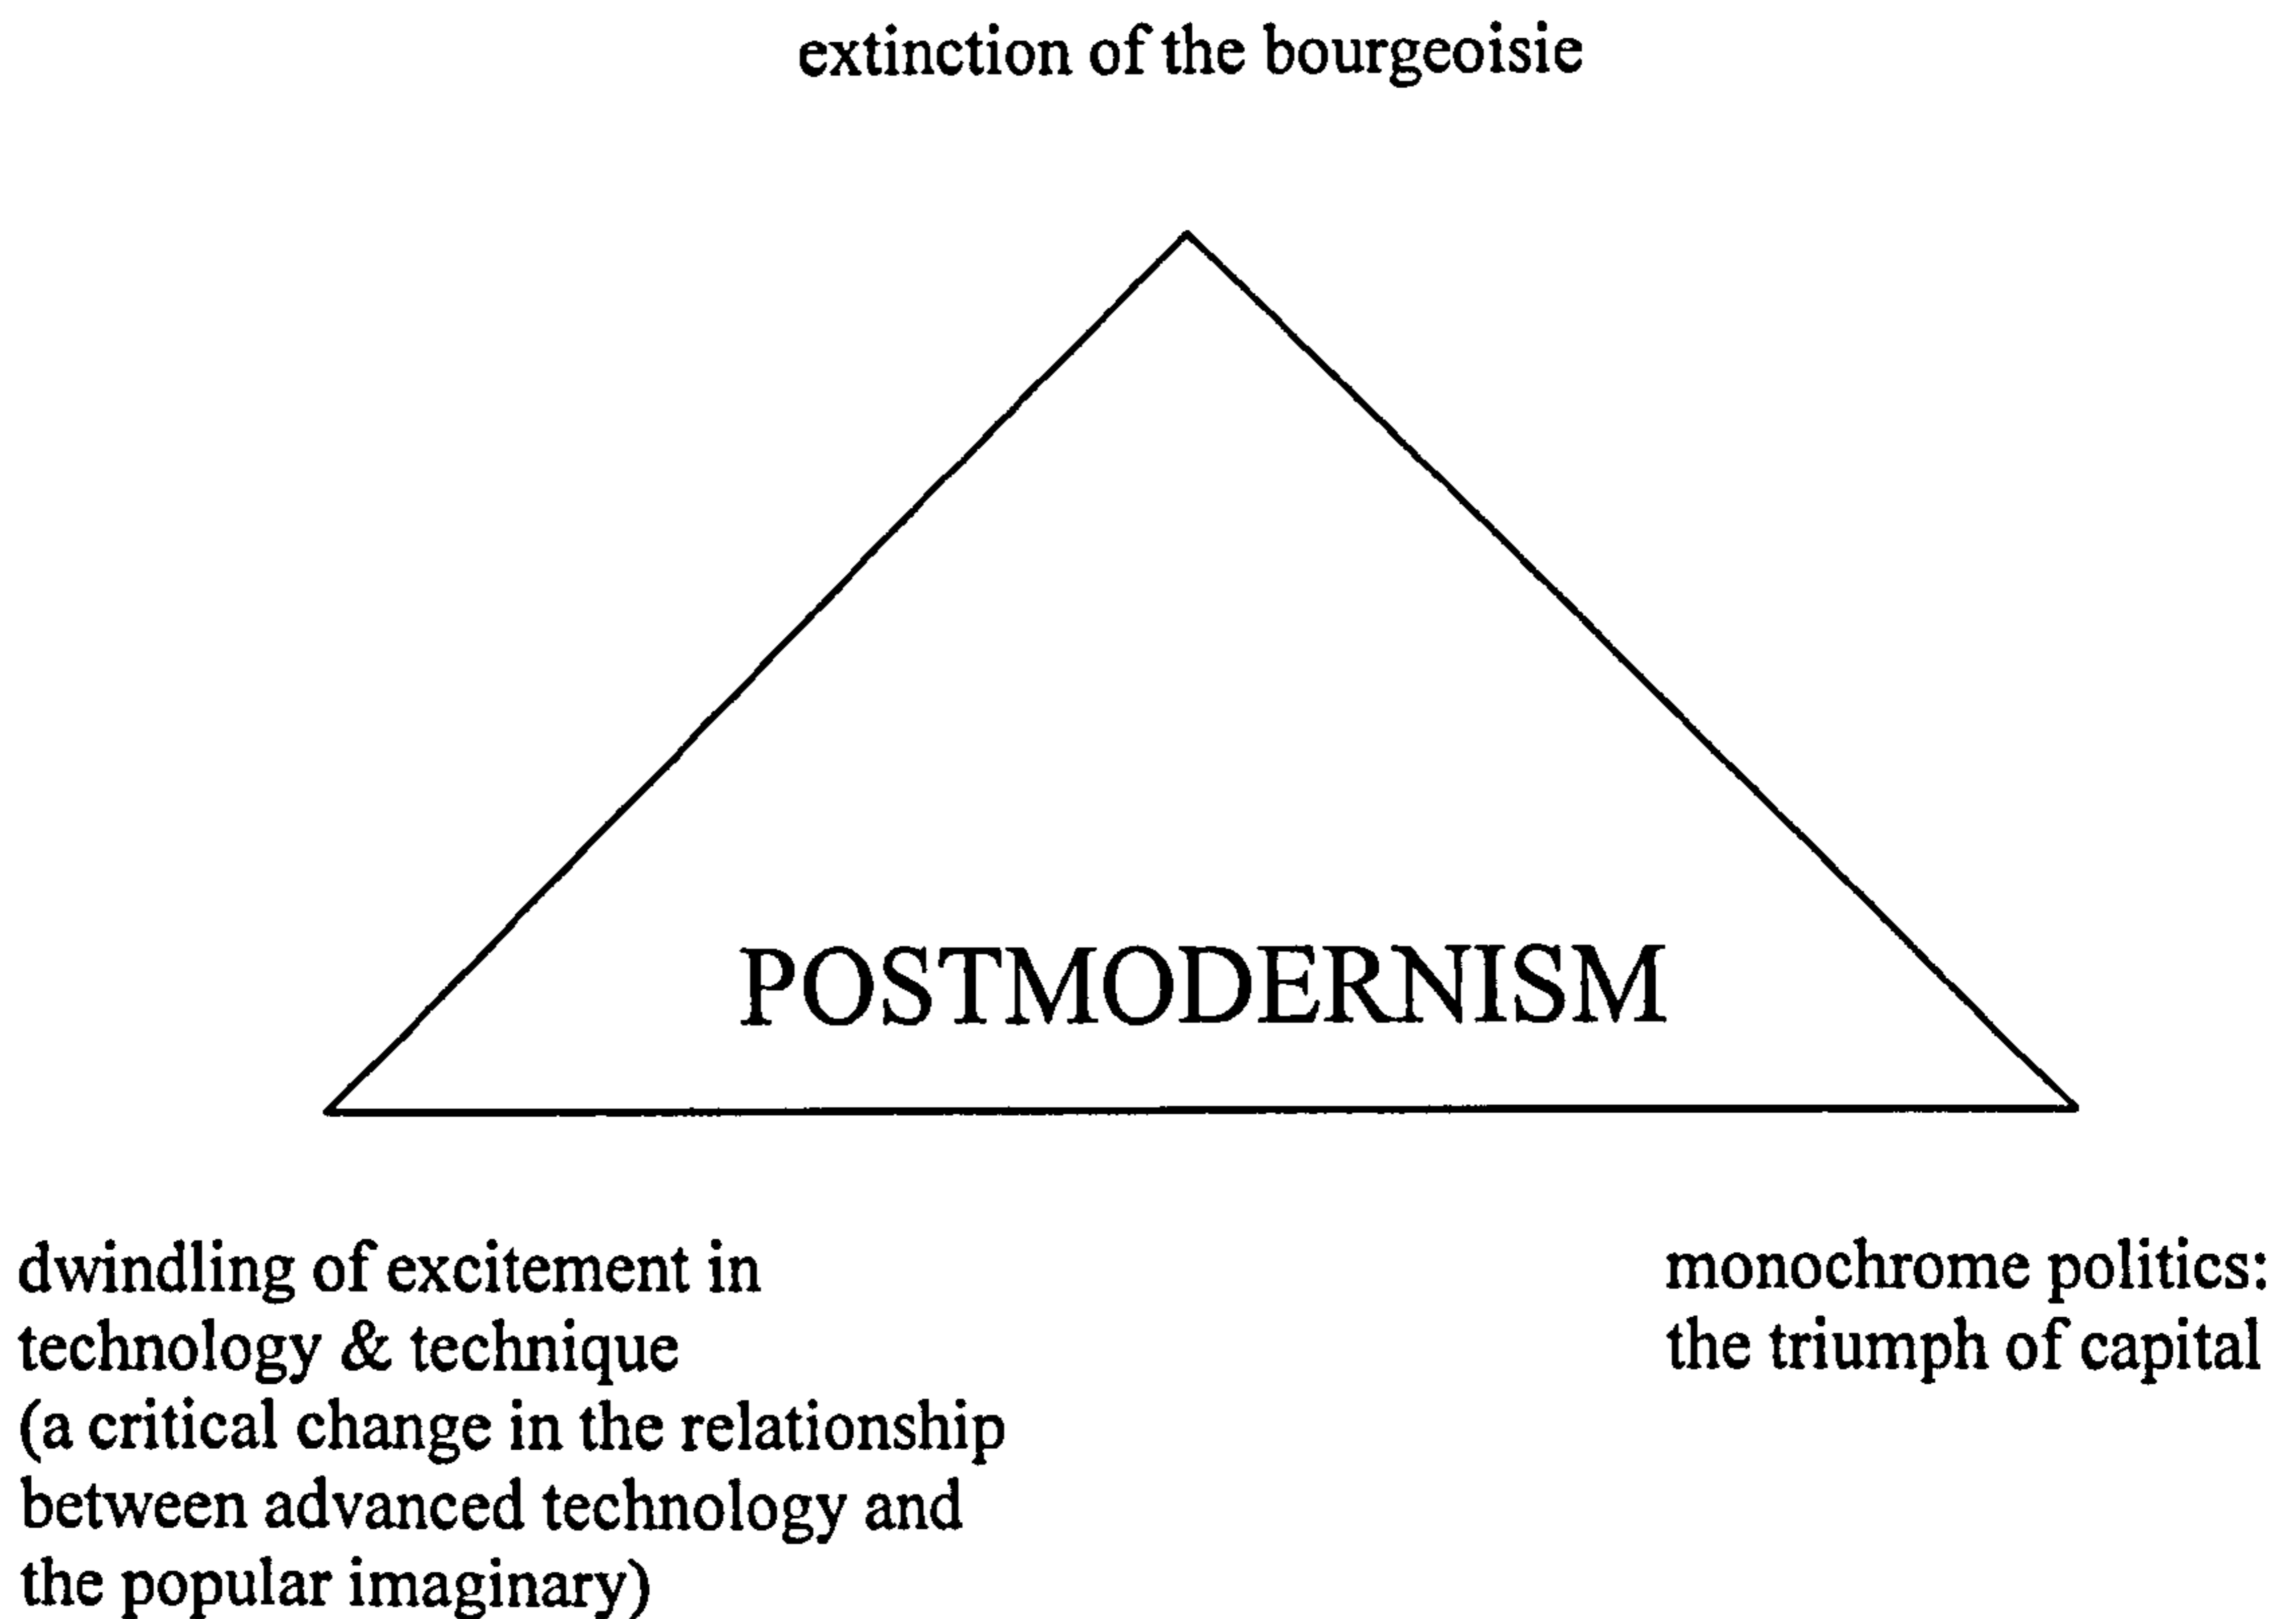 extinction of the bourgeoisie
POSTMODERNISM
dwindling of excitement in
technology & technique
(a critical change in the relationship
between advanced technology and
the popular imaginary)
monochrome politics:
the triumph of capital